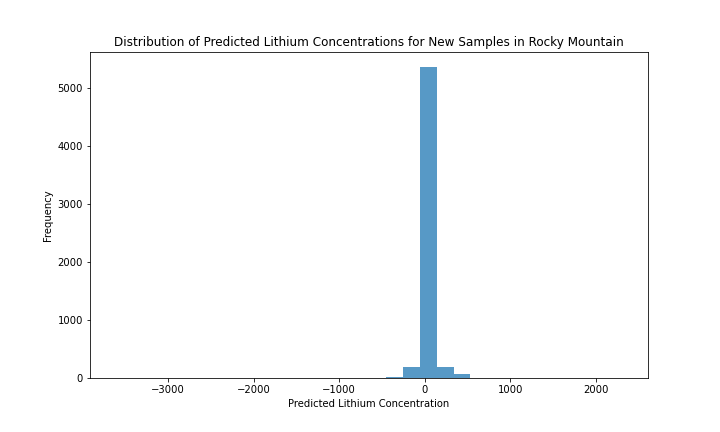 Distribution of Predicted Lithium Concentrations for New Samples in Rocky Mountain
5000
4000
3000
2000
1000
0
Frequency
−3000 −2000 −1000 0 1000 2000
Predicted Lithium Concentration